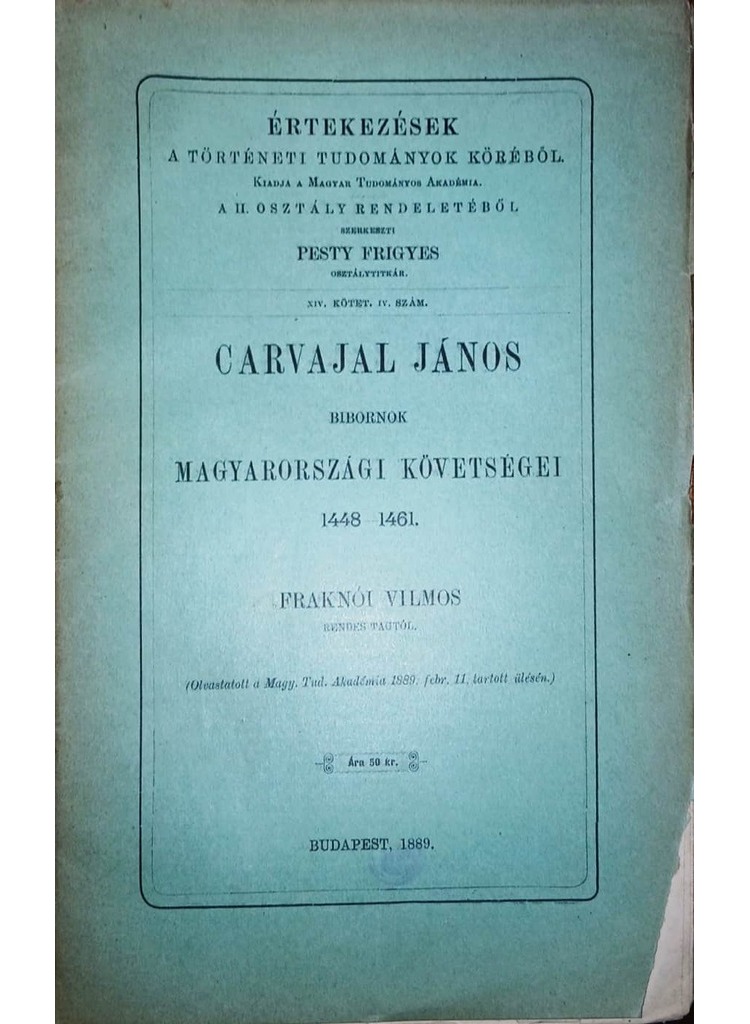 ÉRTEKEZÉSEK
A TÖRTÉNETI TUDOMÁNYOK KÖRÉBŐL.
KIADJA A MAGYAR TUDOMÁNYOS AKADÉMIA.
A II. OSZTÁLY RENDELETÉBŐL
SZERKESZTI
PESTY FRIGYES
OSZTÁLYTITKÁR.
XIV. KÖTET. IV. SZÁM.
CARVAJAL JÁNOS
BIBORNOK
MAGYARORSZÁGI KÖVETSÉGEI
1448 1461.
FRAKNÓI VILMOS
RENDES TAGTÓL.
(Olvastatott a Magy. Tud. Akadémia 1889. febr. 11. tartott ülésén.)
Ára 50 kr.
BUDAPEST, 1889.